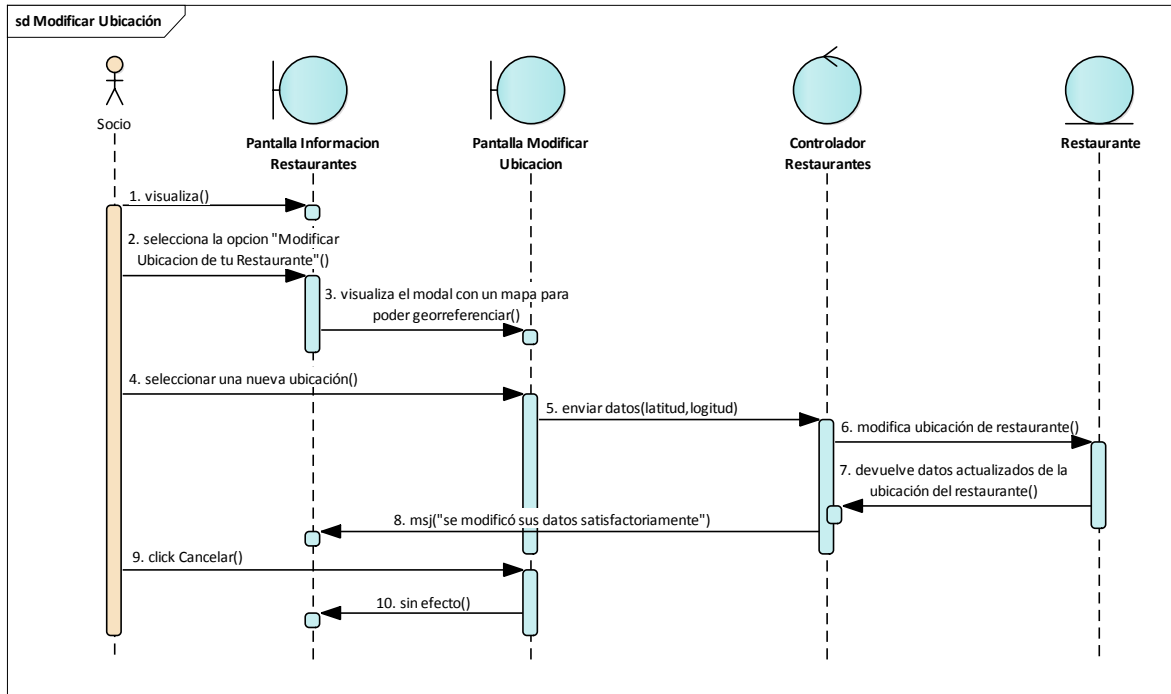 sd Modificar Ubicación
Socio
Pantalla Informacion
Restaurantes
Pantalla Modificar
Ubicacion
Controlador
Restaurantes
Restaurante
1. visualiza()
2. selecciona la opcion "Modificar
Ubicacion de tu Restaurante"()
3. visualiza el modal con un mapa para
poder georreferenciar()
4. seleccionar una nueva ubicación()
5. enviar datos(latitud,logitud)
6. modifica ubicación de restaurante()
7. devuelve datos actualizados de la
ubicación del restaurante()
8. msj("se modificó sus datos satisfactoriamente")
9. click Cancelar()
10. sin efecto()